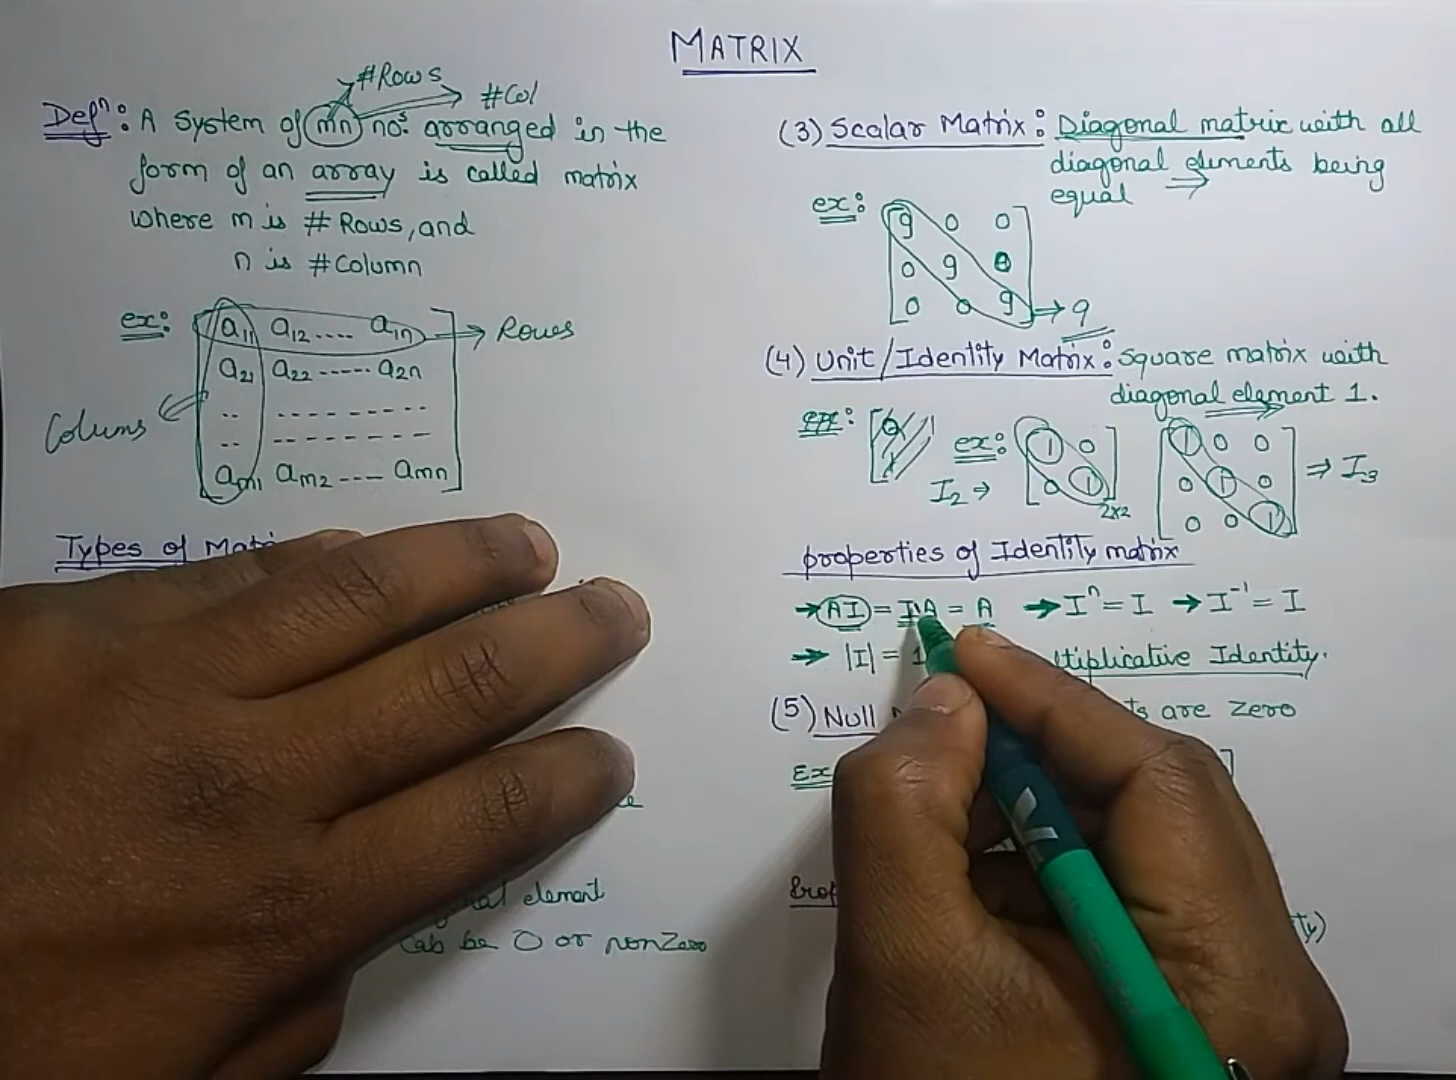 MATRIX
#Rows
#Col
Defⁿ: A System of mn noˢ. arranged in the
form of an array is called matrix
where m is # Rows, and
n is #Column
ex: a₁₁ a₁₂ .... a₁ₙ → Rows
a₂₁ a₂₂ ----- a₂ₙ
.. ---------
Colums
.. ---------
aₘ₁ aₘ₂ ---- aₘₙ
Types of
element
be 0 or nonZero
(3) Scalar Matrix: Diagonal matrix with all
diagonal elements being
equal
ex: 9 0 0
0 9 0
0 0 9 → 9
(4) Unit/Identity Matrix: Square matrix with
diagonal element 1.
ex: 1 0
0 1
2x2
I₂ →
1 0 0
0 1 0
0 0 1
⇒ I₃
properties of Identity matrix
→ AI = IA = A → Iⁿ = I → I⁻¹ = I
→ |I| = 1 tiplicative Identity.
(5) Null ts are zero
Ex